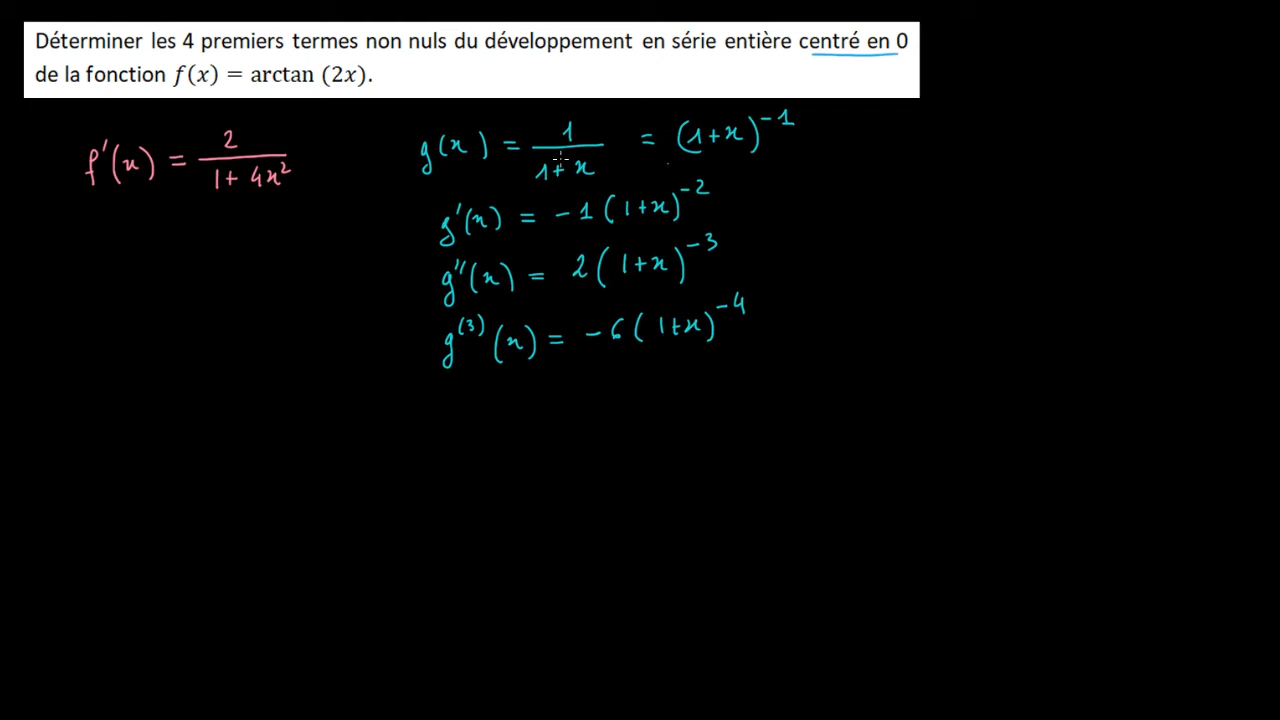 Déterminer les 4 premiers termes non nuls du développement en série entière centré en 0
de la fonction f(x) = arctan (2x).
f'(x) = 2/(1 + 4x²)
g(x) = 1/(1 + x) = (1+x)^{-1}
g'(x) = -1(1+x)^{-2}
g''(x) = 2(1+x)^{-3}
g^{(3)}(x) = -6(1+x)^{-4}